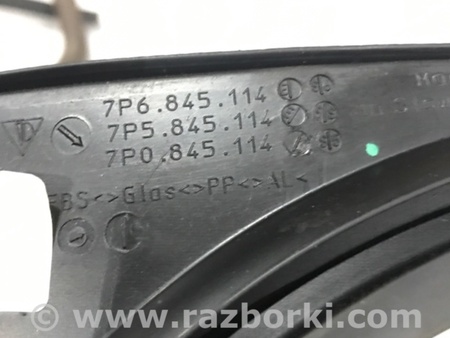 7P6.845.114
7P5.845.114
7P0.845.114
EBS<>Glas<>PP<>AL<
© www.razborki.com/